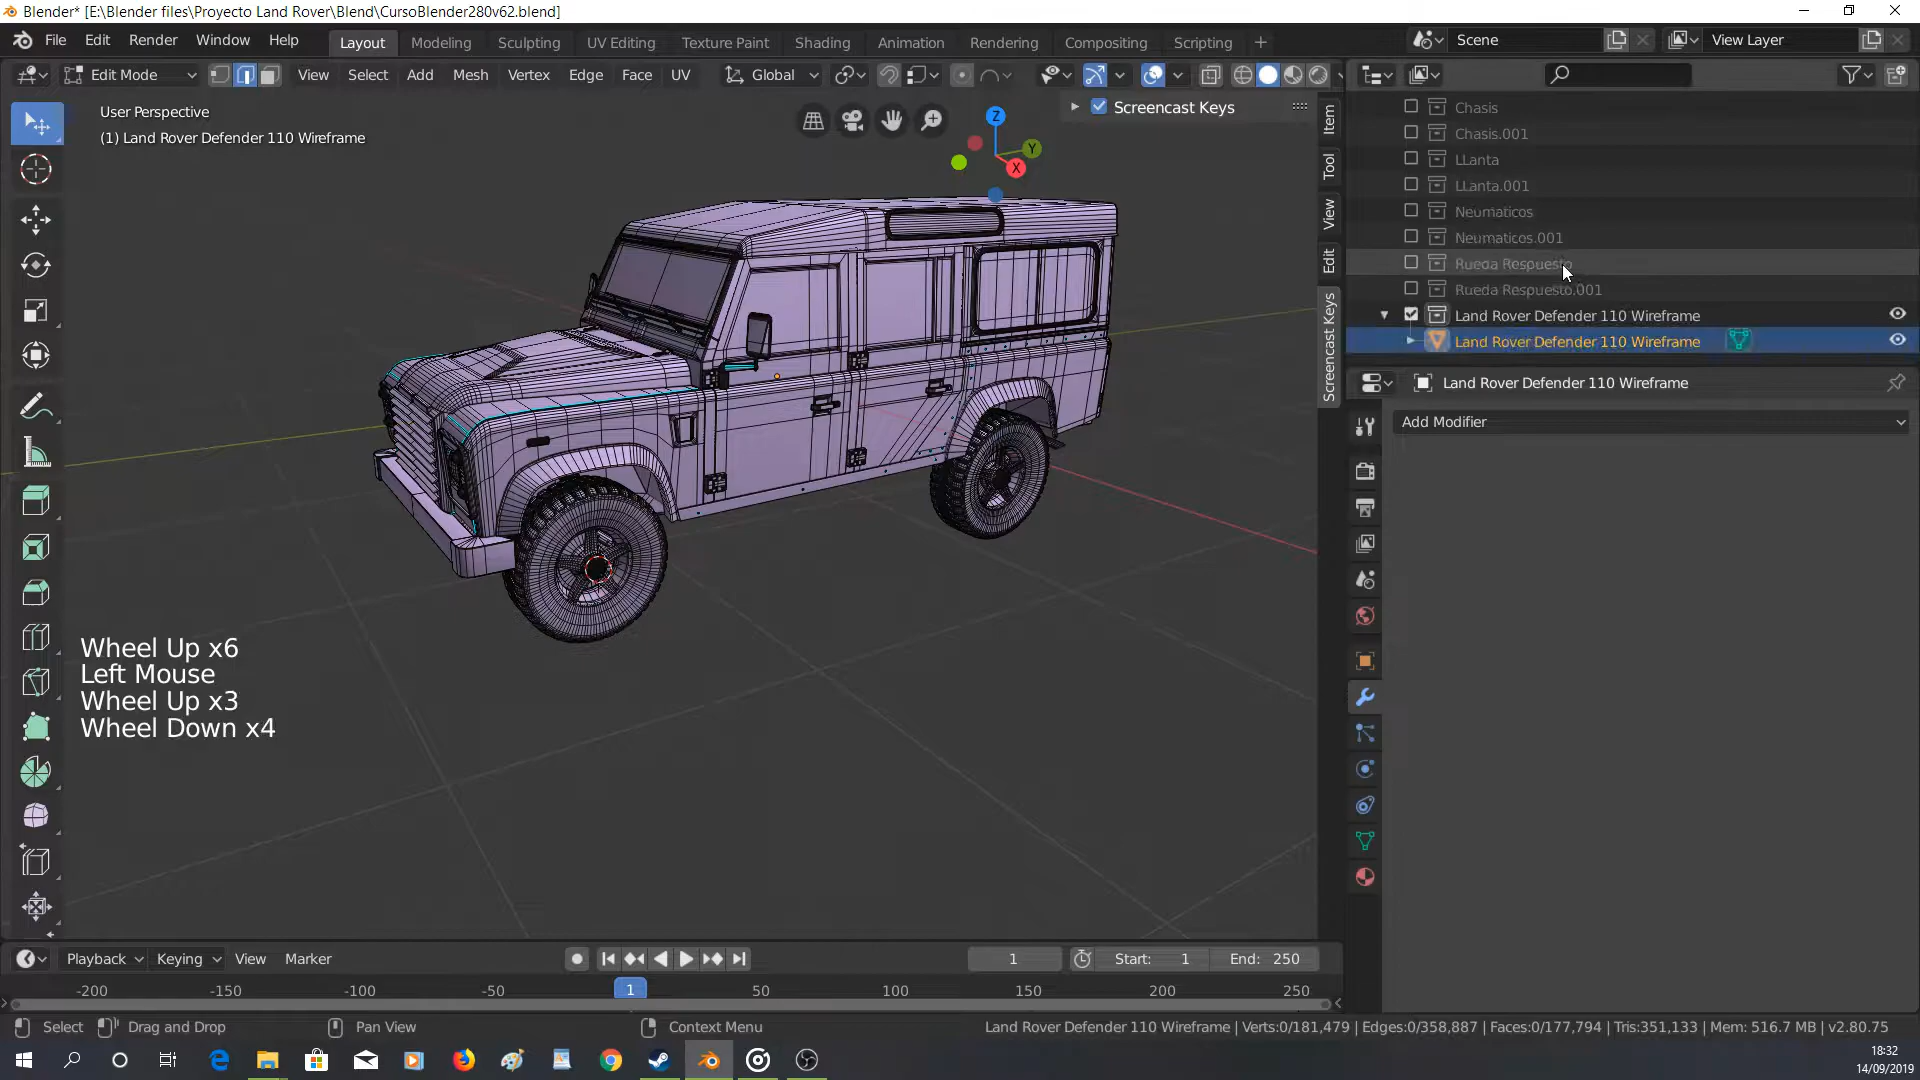 Blender* [E:\Blender files\Proyecto Land Rover\Blend\CursoBlender280v62.blend]
File Edit Render Window Help Layout Modeling Sculpting UV Editing Texture Paint Shading Animation Rendering Compositing Scripting + Scene View Layer
Edit Mode View Select Add Mesh Vertex Edge Face UV Global
User Perspective
(1) Land Rover Defender 110 Wireframe
Screencast Keys
Z
Y
X
Item
Tool
View
Edit
Screencast Keys
Chasis
Chasis.001
LLanta
LLanta.001
Neumaticos
Neumaticos.001
Rueda Respuesto
Rueda Respuesto.001
Land Rover Defender 110 Wireframe
Land Rover Defender 110 Wireframe
Land Rover Defender 110 Wireframe
Add Modifier
Wheel Up x6
Left Mouse
Wheel Up x3
Wheel Down x4
Playback Keying View Marker 1 Start: 1 End: 250
-200 -150 -100 -50 1 50 100 150 200 250
Select Drag and Drop Pan View Context Menu Land Rover Defender 110 Wireframe | Verts:0/181,479 | Edges:0/358,887 | Faces:0/177,794 | Tris:351,133 | Mem: 516.7 MB | v2.80.75
18:32
14/09/2019